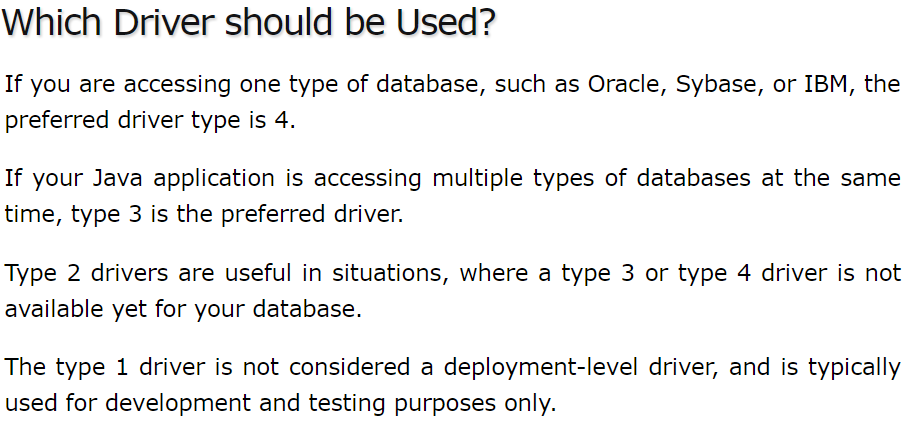 Which Driver should be Used?
If you are accessing one type of database, such as Oracle, Sybase, or IBM, the
preferred driver type is 4.
If your Java application is accessing multiple types of databases at the same
time, type 3 is the preferred driver.
Type 2 drivers are useful in situations, where a type 3 or type 4 driver is not
available yet for your database.
The type 1 driver is not considered a deployment-level driver, and is typically
used for development and testing purposes only.